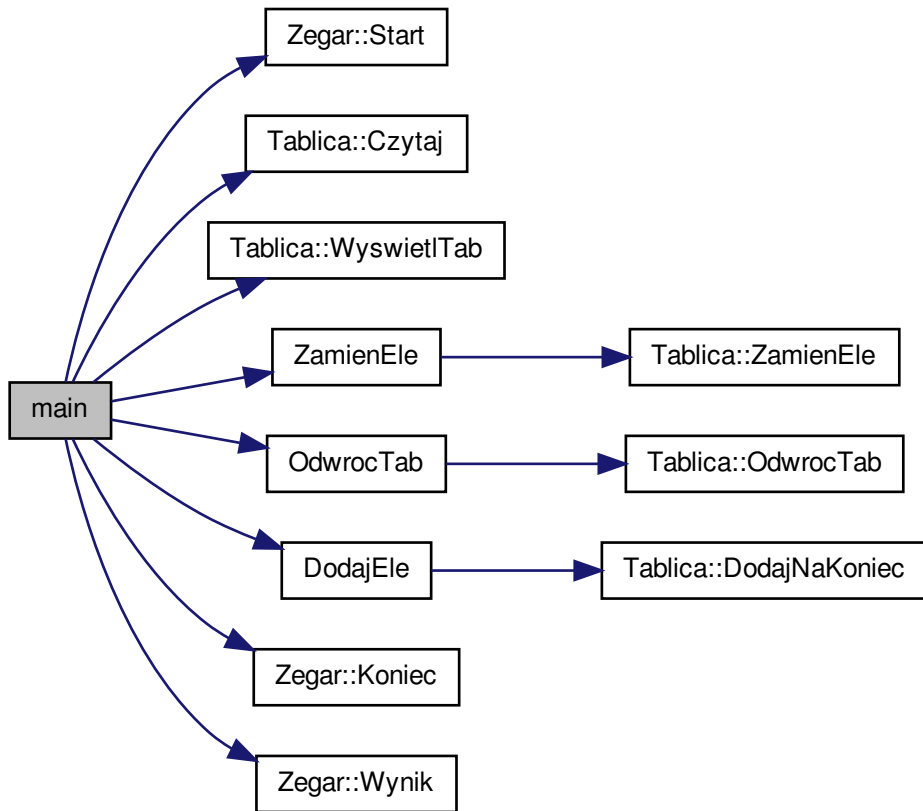 Zegar::Start
Tablica::Czytaj
Tablica::WyswietlTab
ZamienEle
Tablica::ZamienEle
main
OdwrocTab
Tablica::OdwrocTab
DodajEle
Tablica::DodajNaKoniec
Zegar::Koniec
Zegar::Wynik